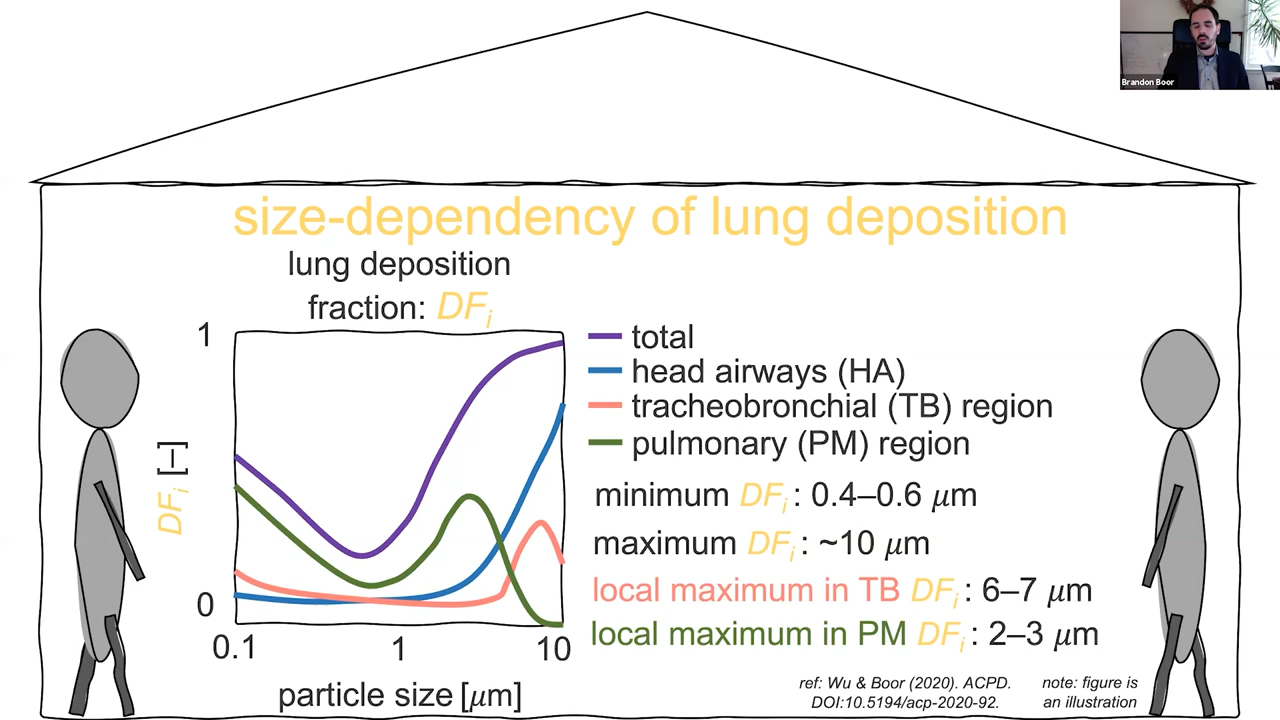 Brandon Boor
size-dependency of lung deposition
lung deposition
fraction: DFi
1
DFi [–]
0
0.1
1
10
particle size [μm]
total
head airways (HA)
tracheobronchial (TB) region
pulmonary (PM) region
minimum DFi : 0.4–0.6 μm
maximum DFi : ~10 μm
local maximum in TB DFi : 6–7 μm
local maximum in PM DFi : 2–3 μm
ref: Wu & Boor (2020). ACPD.
DOI:10.5194/acp-2020-92.
note: figure is
an illustration